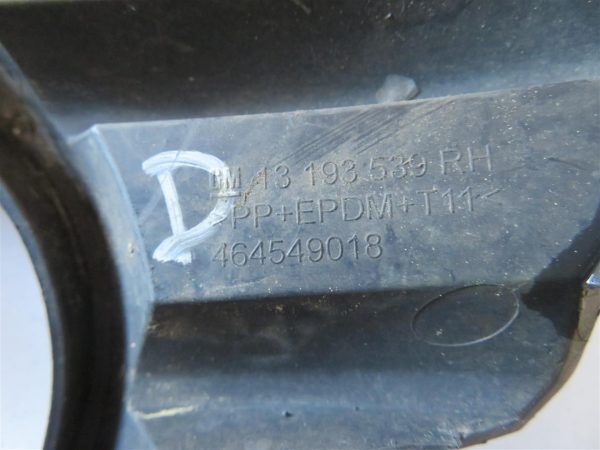 D
GM 13 193 539 RH
>PP+EPDM+T11<
464549018